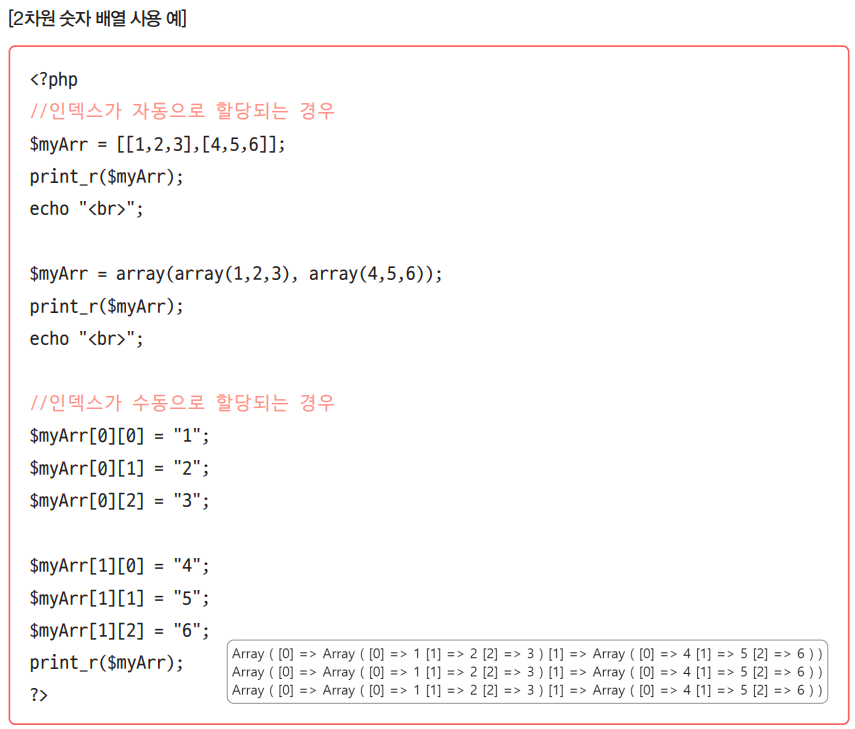 [2차원 숫자 배열 사용 예]
<?php
//인덱스가 자동으로 할당되는 경우
$myArr = [[1,2,3],[4,5,6]];
print_r($myArr);
echo "<br>";
$myArr = array(array(1,2,3), array(4,5,6));
print_r($myArr);
echo "<br>";
//인덱스가 수동으로 할당되는 경우
$myArr[0][0] = "1";
$myArr[0][1] = "2";
$myArr[0][2] = "3";
$myArr[1][0] = "4";
$myArr[1][1] = "5";
$myArr[1][2] = "6";
print_r($myArr);
?>
Array ( [0] => Array ( [0] => 1 [1] => 2 [2] => 3 ) [1] => Array ( [0] => 4 [1] => 5 [2] => 6 ) )
Array ( [0] => Array ( [0] => 1 [1] => 2 [2] => 3 ) [1] => Array ( [0] => 4 [1] => 5 [2] => 6 ) )
Array ( [0] => Array ( [0] => 1 [1] => 2 [2] => 3 ) [1] => Array ( [0] => 4 [1] => 5 [2] => 6 ) )